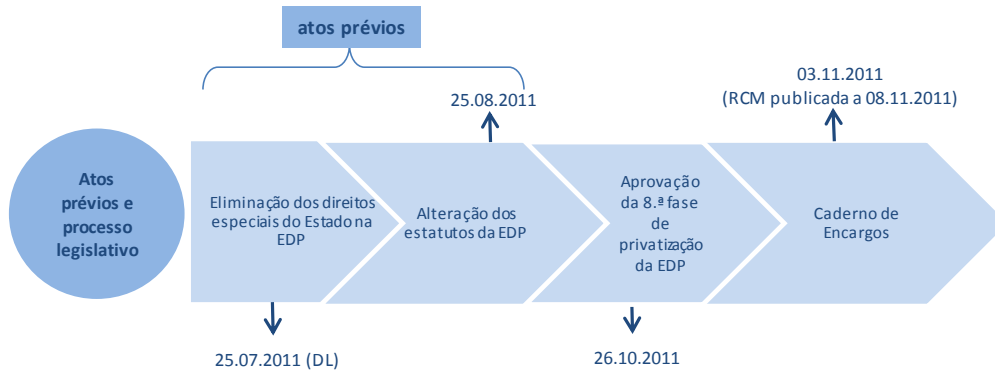 atos prévios
25.08.2011
03.11.2011
(RCM publicada a 08.11.2011)
Atos
prévios e
processo
legislativo
Eliminação dos direitos
especiais do Estado na
EDP
Alteração dos
estatutos da EDP
Aprovação
da 8.ª fase
de
privatização
da EDP
Caderno de
Encargos
25.07.2011 (DL)
26.10.2011